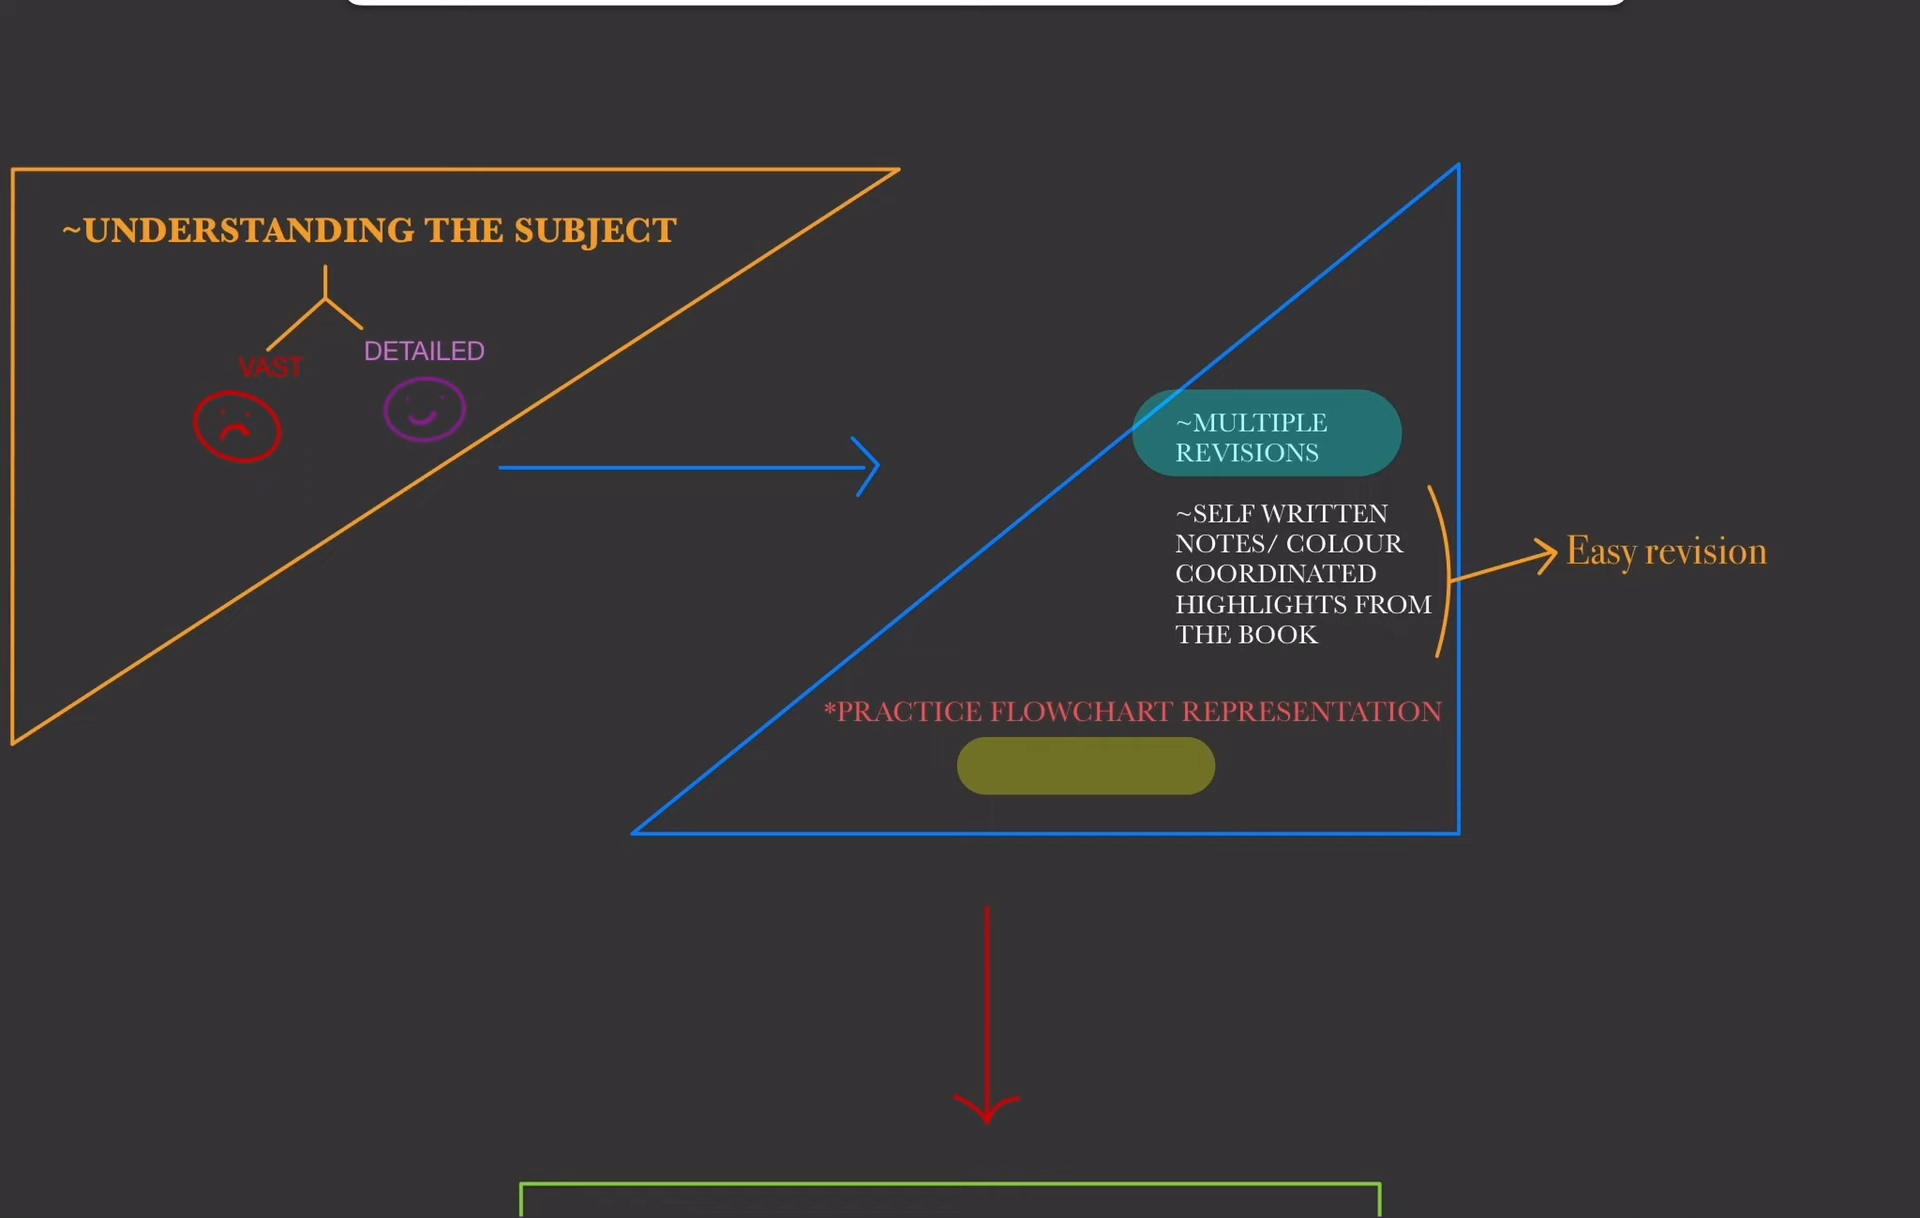 ~UNDERSTANDING THE SUBJECT
VAST
DETAILED
~MULTIPLE
REVISIONS
~SELF WRITTEN
NOTES/ COLOUR
COORDINATED
HIGHLIGHTS FROM
THE BOOK
Easy revision
*PRACTICE FLOWCHART REPRESENTATION